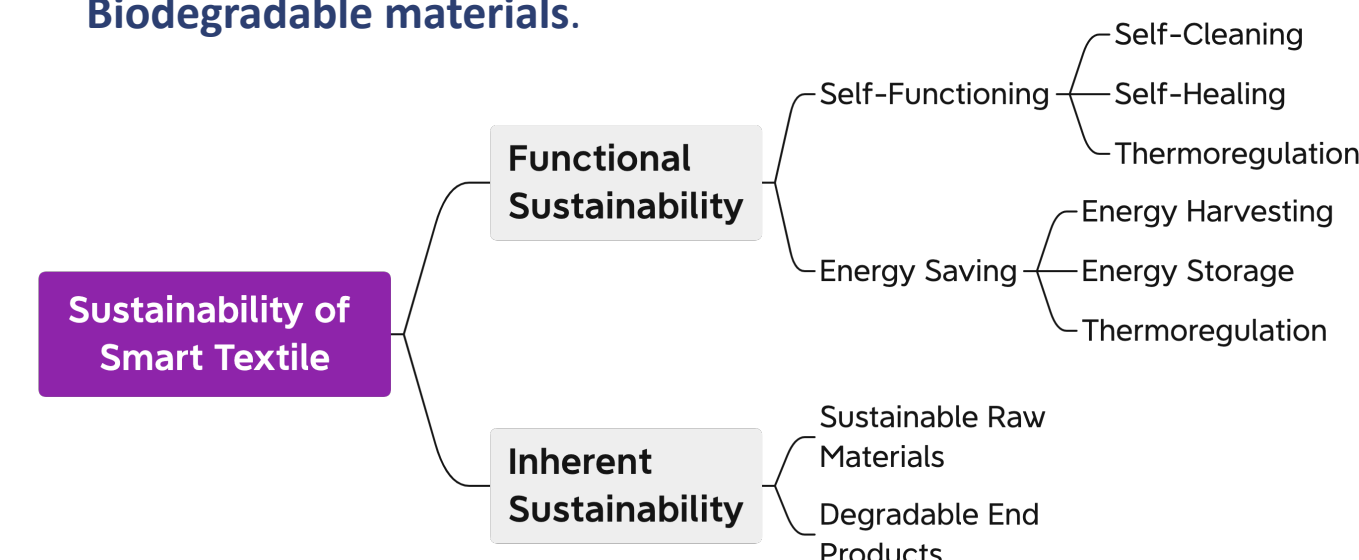 Biodegradable materials.
Sustainability of
Smart Textile
Functional
Sustainability
Self-Functioning
Self-Cleaning
Self-Healing
Thermoregulation
Energy Saving
Energy Harvesting
Energy Storage
Thermoregulation
Inherent
Sustainability
Sustainable Raw
Materials
Degradable End
Products